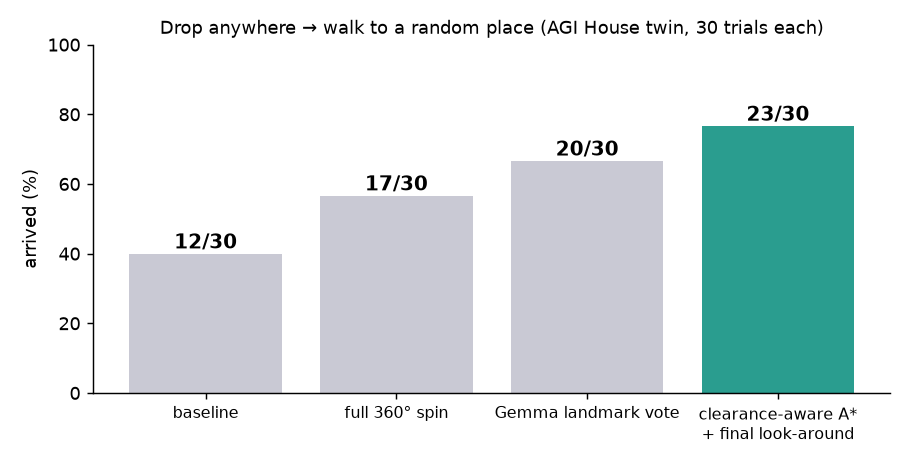 Drop anywhere → walk to a random place (AGI House twin, 30 trials each)
100
80
60
40
20
0
arrived (%)
12/30
17/30
20/30
23/30
baseline
full 360° spin
Gemma landmark vote
clearance-aware A*
+ final look-around